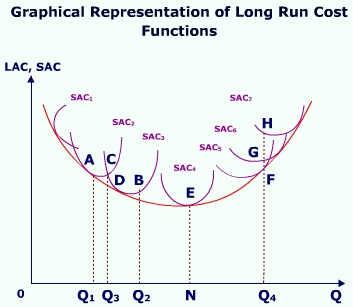 Graphical Representation of Long Run Cost
Functions
LAC, SAC
SAC₁
SAC₂
SAC₃
SAC₄
SAC₅
SAC₆
SAC₇
H
G
F
A
C
D
B
E
0
Q₁
Q₃
Q₂
N
Q₄
Q